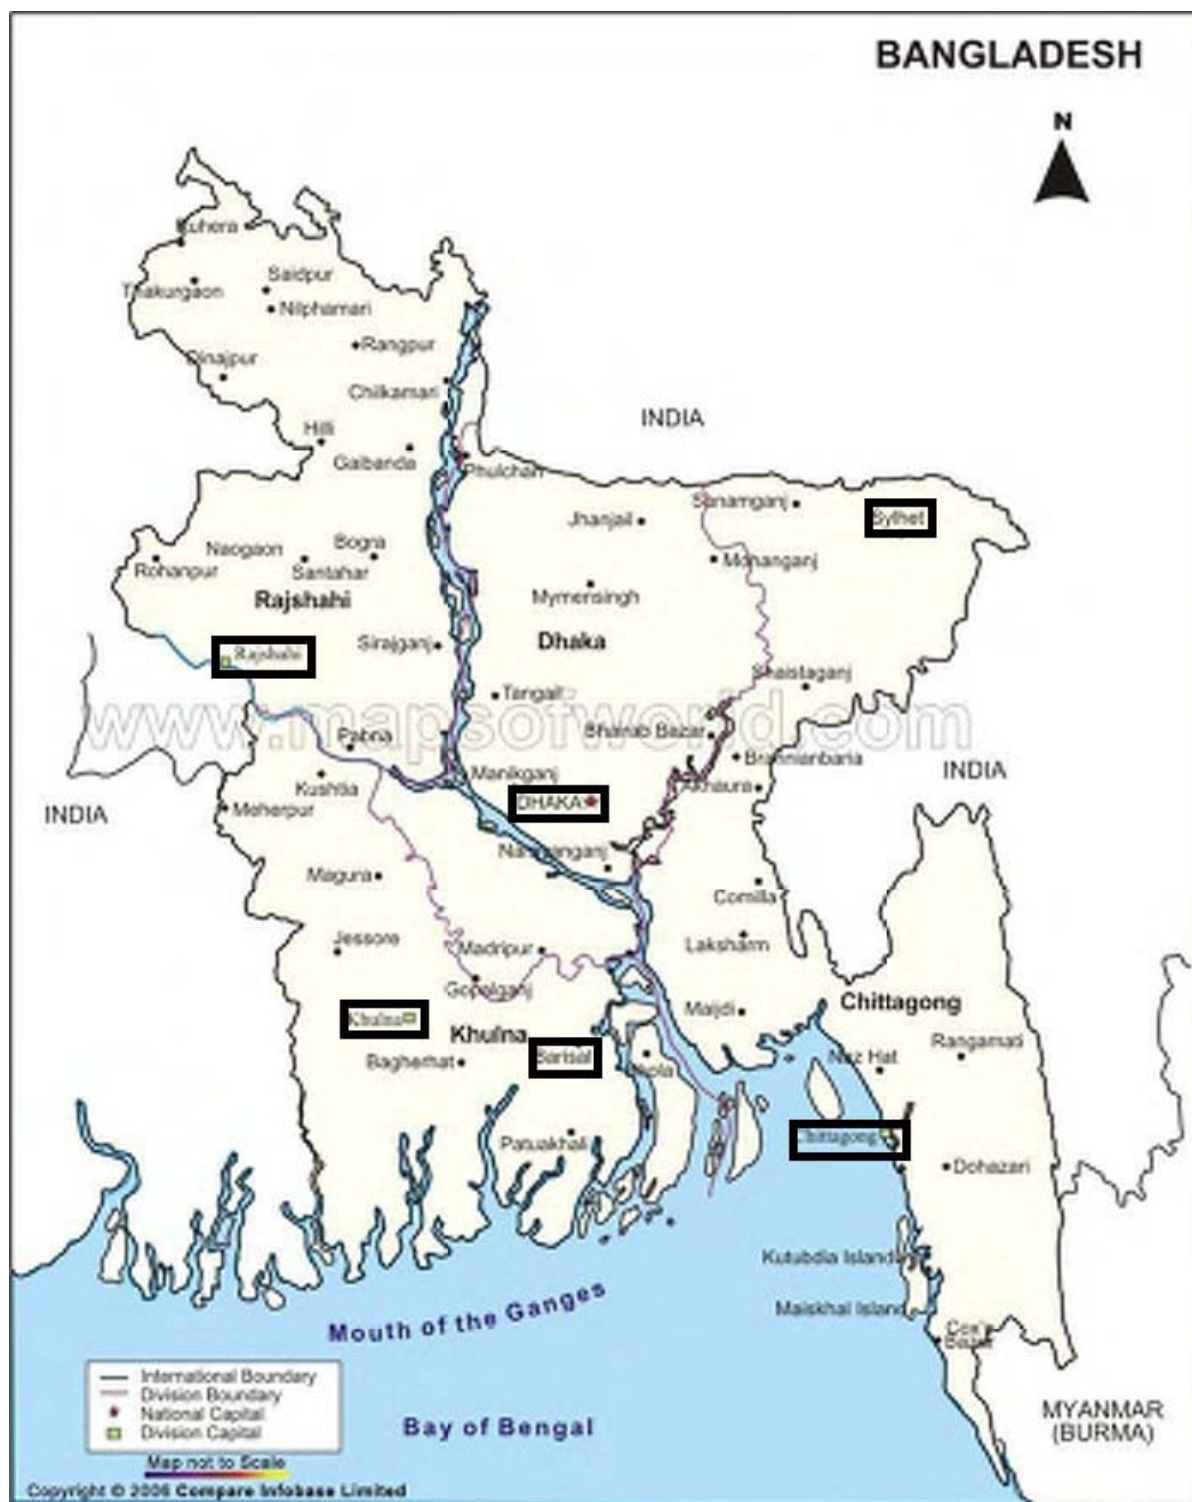 BANGLADESH
N
Kuhera
Saidpur
Thakurgaon
Nilphamari
Rangpur
Dinajpur
Chilkamari
INDIA
Hilli
Gaibanda
Phulchari
Sanamganj
Sylhet
Jhanjail
Bogra
Naogaon
Mohanganj
Rohanpur
Santahar
Mymensingh
Rajshahi
Dhaka
Sirajganj
Rajshahi
Shaistaganj
Tangail
www.mapsofworld.com
Bhairab Bazar
Pabna
Brahmanbaria
Manikganj
INDIA
Kushtia
Akhaura
DHAKA
Meherpur
INDIA
Narayanganj
Magura
Comilla
Jessore
Madripur
Laksham
Gopalganj
Chittagong
Maijdi
Khulna
Khulna
Rangamati
Barisal
Naz Hat
Bagherhat
Bhola
Chittagong
Patuakhali
Dohazari
Kutubdia Island
Maiskhal Island
Mouth of the Ganges
Cox's
Bazar
International Boundary
Division Boundary
National Capital
Division Capital
MYANMAR
(BURMA)
Bay of Bengal
Map not to Scale
Copyright © 2006 Compare Infobase Limited